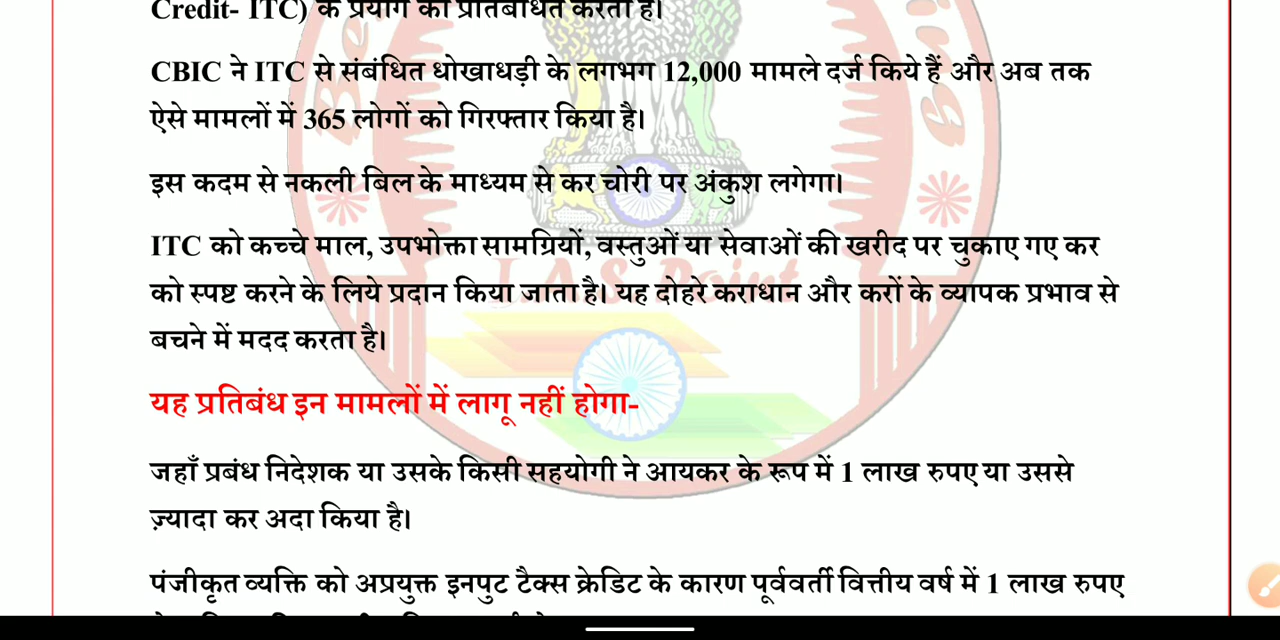 Credit- ITC) के प्रयोग को प्रतिबंधित करता है।
CBIC ने ITC से संबंधित धोखाधड़ी के लगभग 12,000 मामले दर्ज किये हैं और अब तक
ऐसे मामलों में 365 लोगों को गिरफ्तार किया है।
इस कदम से नकली बिल के माध्यम से कर चोरी पर अंकुश लगेगा।
ITC को कच्चे माल, उपभोक्ता सामग्रियों, वस्तुओं या सेवाओं की खरीद पर चुकाए गए कर
को स्पष्ट करने के लिये प्रदान किया जाता है। यह दोहरे कराधान और करों के व्यापक प्रभाव से
बचने में मदद करता है।
I.A.S Point
यह प्रतिबंध इन मामलों में लागू नहीं होगा-
जहाँ प्रबंध निदेशक या उसके किसी सहयोगी ने आयकर के रूप में 1 लाख रुपए या उससे
ज़्यादा कर अदा किया है।
पंजीकृत व्यक्ति को अप्रयुक्त इनपुट टैक्स क्रेडिट के कारण पूर्ववर्ती वित्तीय वर्ष में 1 लाख रुपए